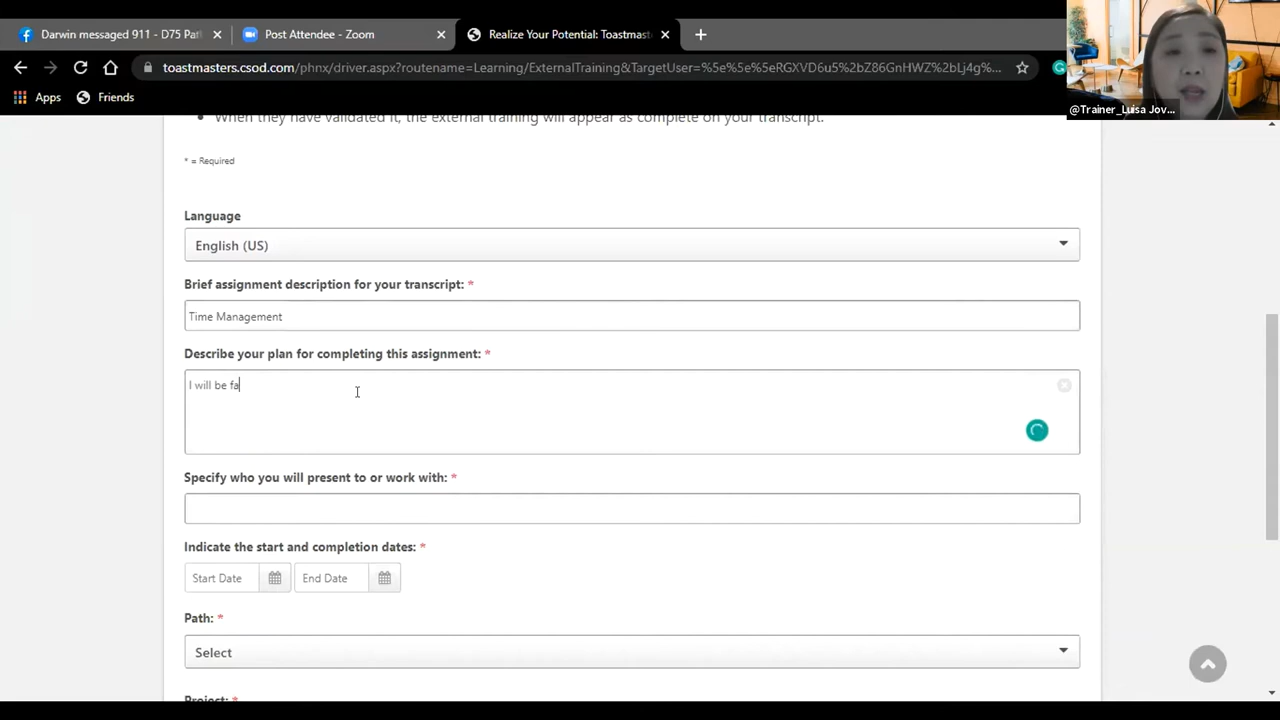 Darwin messaged 911 - D75 Pat
Post Attendee - Zoom
Realize Your Potential: Toastmast
toastmasters.csod.com/phnx/driver.aspx?routename=Learning/ExternalTraining&TargetUser=%5e%5e%5eRGXVD6u5%2bZ86GnHWZ%2bLj4g%...
Apps
Friends
@Trainer_Luisa Jov...
When they have validated it, the external training will appear as complete on your transcript.
* = Required
Language
English (US)
Brief assignment description for your transcript: *
Time Management
Describe your plan for completing this assignment: *
I will be fa
Specify who you will present to or work with: *
Indicate the start and completion dates: *
Start Date
End Date
Path: *
Select
Project: *